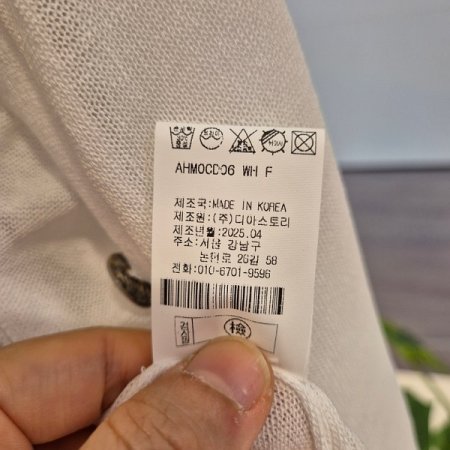 AHMOCD06 WH F
제조국:MADE IN KOREA
제조원:(주)디아스토리
제조년월:2025.04
주소:서울 강남구
논현로 26길 58
전화:010-6701-9596
檢